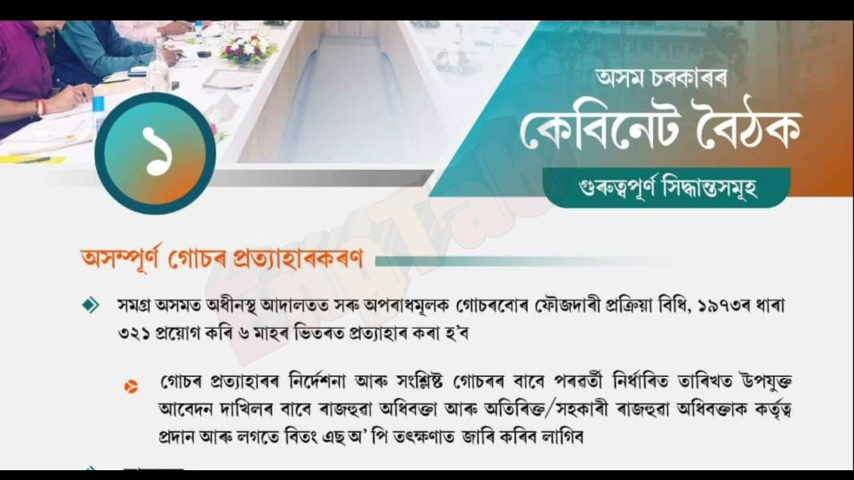 অসম চৰকাৰৰ
কেবিনেট বৈঠক
গুৰুত্বপূৰ্ণ সিদ্ধান্তসমূহ
১
অসম্পূৰ্ণ গোচৰ প্ৰত্যাহাৰকৰণ
সমগ্ৰ অসমত অধীনস্থ আদালতত সৰু অপৰাধমূলক গোচৰবোৰ ফৌজদাৰী প্ৰক্ৰিয়া বিধি, ১৯৭৩ৰ ধাৰা
৩২১ প্ৰয়োগ কৰি ৬ মাহৰ ভিতৰত প্ৰত্যাহাৰ কৰা হ'ব
গোচৰ প্ৰত্যাহাৰৰ নিৰ্দেশনা আৰু সংশ্লিষ্ট গোচৰৰ বাবে পৰৱৰ্তী নিৰ্ধাৰিত তাৰিখত উপযুক্ত
আবেদন দাখিলৰ বাবে ৰাজহুৱা অধিবক্তা আৰু অতিৰিক্ত/সহকাৰী ৰাজহুৱা অধিবক্তাক কৰ্তৃত্ব
প্ৰদান আৰু লগতে বিতং এছ অ' পি তৎক্ষণাত জাৰি কৰিব লাগিব